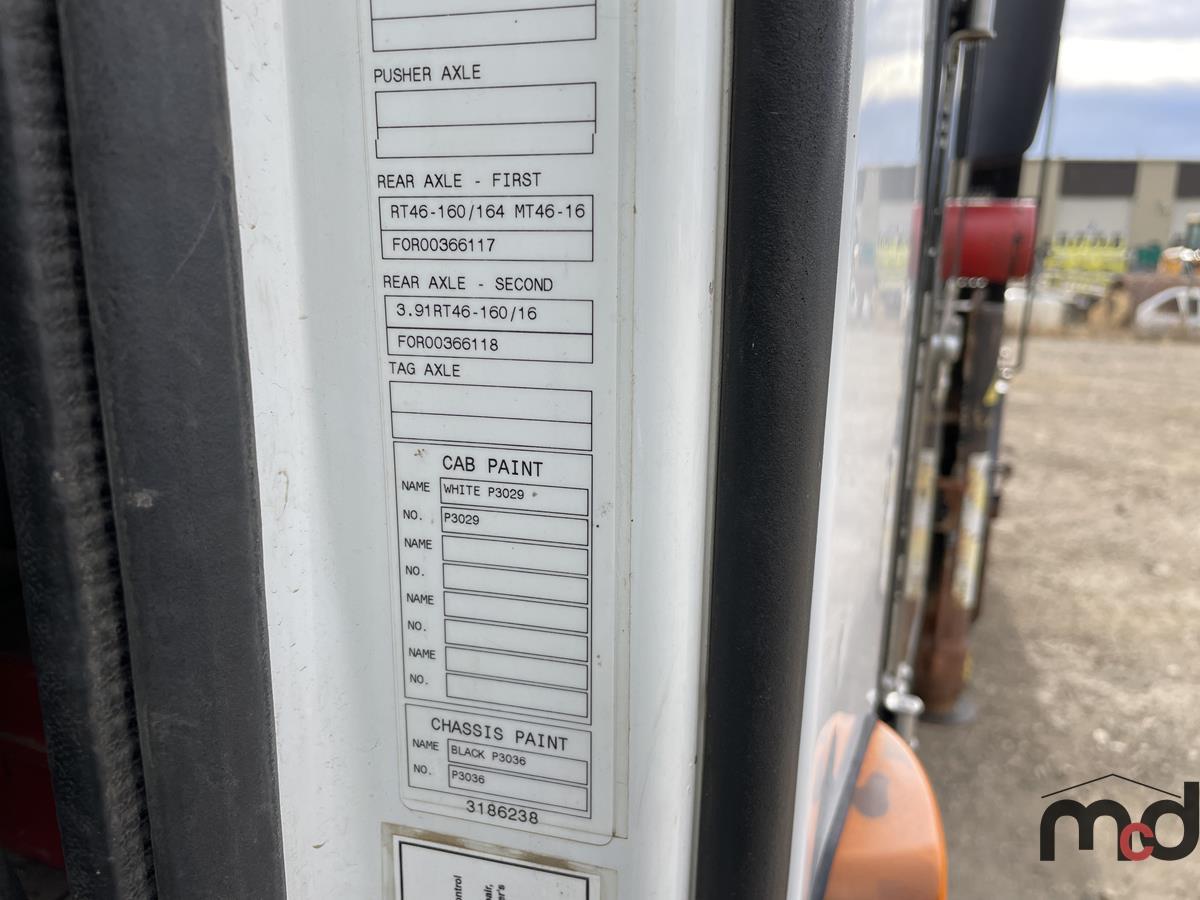 PUSHER AXLE
REAR AXLE - FIRST
RT46-160/164 MT46-16
FOR00366117
REAR AXLE - SECOND
3.91RT46-160/16
FOR00366118
TAG AXLE
CAB PAINT
NAME WHITE P3029
NO. P3029
NAME
NO.
NAME
NO.
NAME
NO.
CHASSIS PAINT
NAME BLACK P3036
NO. P3036
3186238
mcd